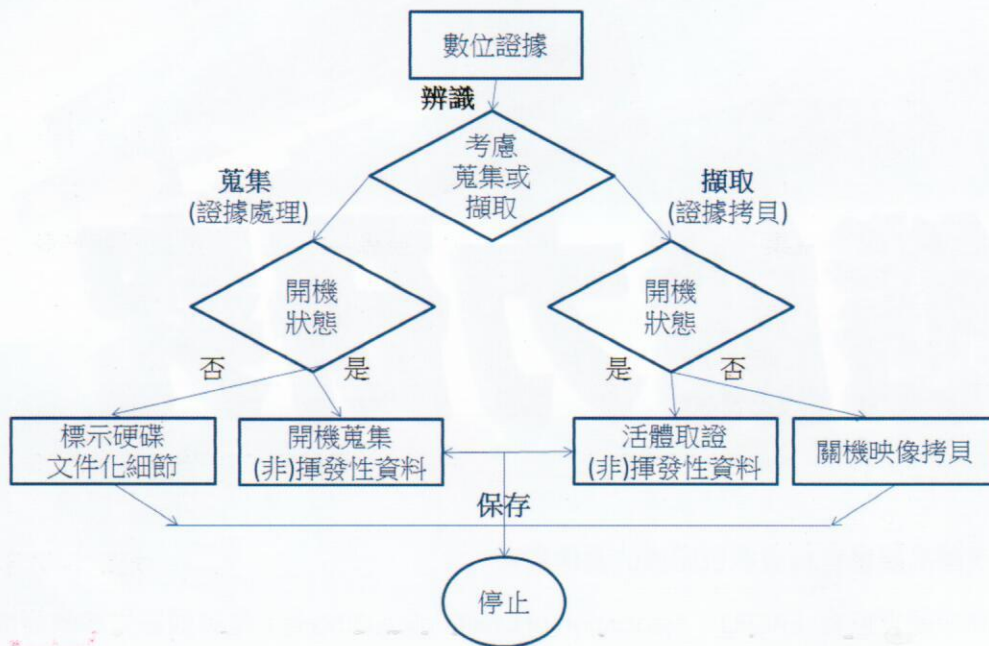 數位證據
辨識
考慮
蒐集或
擷取
蒐集
(證據處理)
擷取
(證據拷貝)
開機
狀態
開機
狀態
否
是
是
否
標示硬碟
文件化細節
開機蒐集
(非)揮發性資料
活體取證
(非)揮發性資料
關機映像拷貝
保存
停止